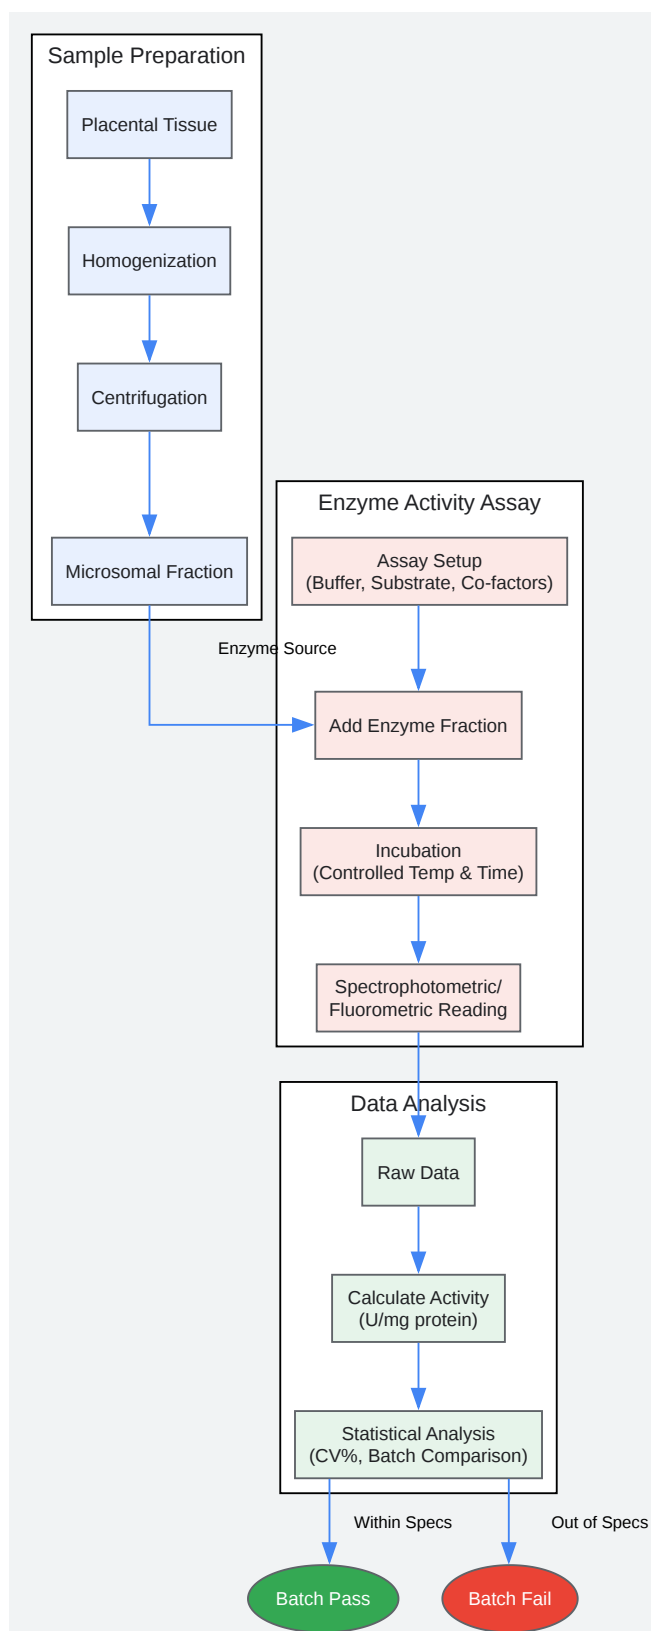 Sample Preparation
Placental Tissue
Homogenization
Centrifugation
Microsomal Fraction
Enzyme Source
Enzyme Activity Assay
Assay Setup
(Buffer, Substrate, Co-factors)
Add Enzyme Fraction
Incubation
(Controlled Temp & Time)
Spectrophotometric/
Fluorometric Reading
Data Analysis
Raw Data
Calculate Activity
(U/mg protein)
Statistical Analysis
(CV%, Batch Comparison)
Within Specs
Out of Specs
Batch Pass
Batch Fail